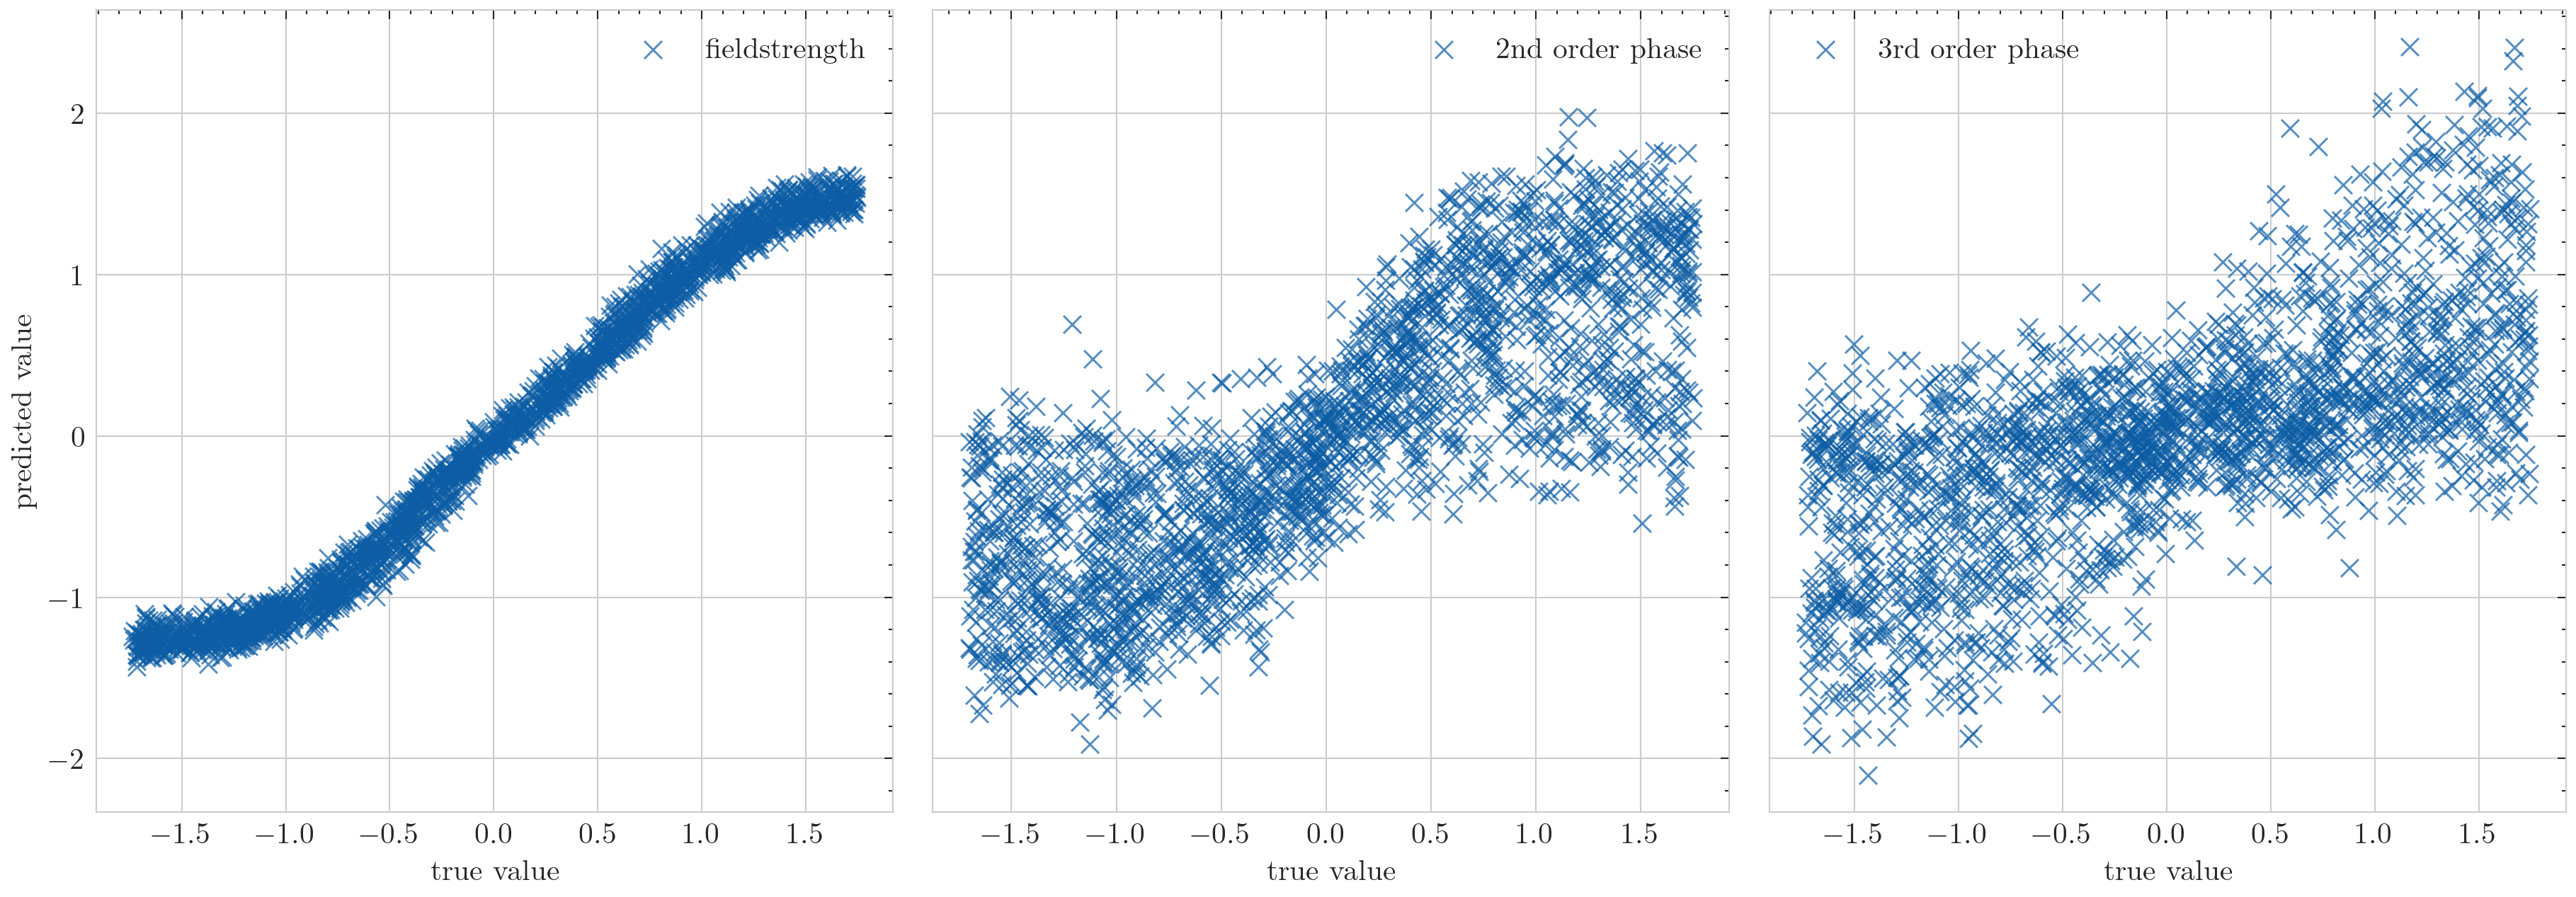 fieldstrength
2nd order phase
3rd order phase
2
1
0
−1
−2
predicted value
−1.5 −1.0 −0.5 0.0 0.5 1.0 1.5
−1.5 −1.0 −0.5 0.0 0.5 1.0 1.5
−1.5 −1.0 −0.5 0.0 0.5 1.0 1.5
true value
true value
true value